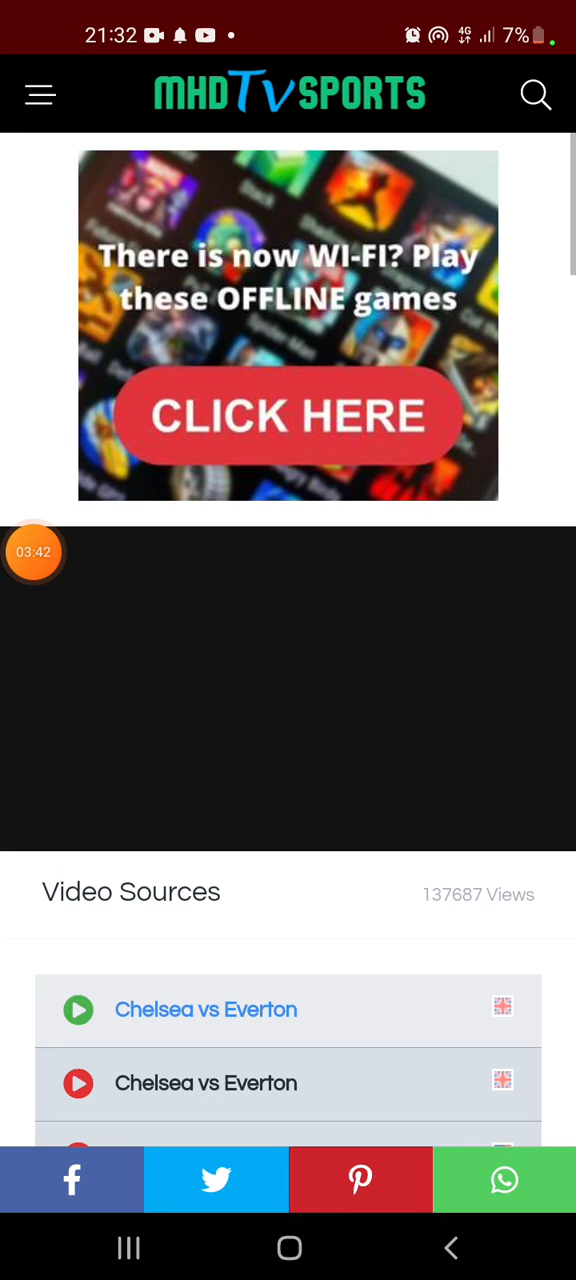 21:32
4G
7%
MHDTVSPORTS
There is now WI-FI? Play
these OFFLINE games
CLICK HERE
03:42
Video Sources
137687 Views
Chelsea vs Everton
Chelsea vs Everton